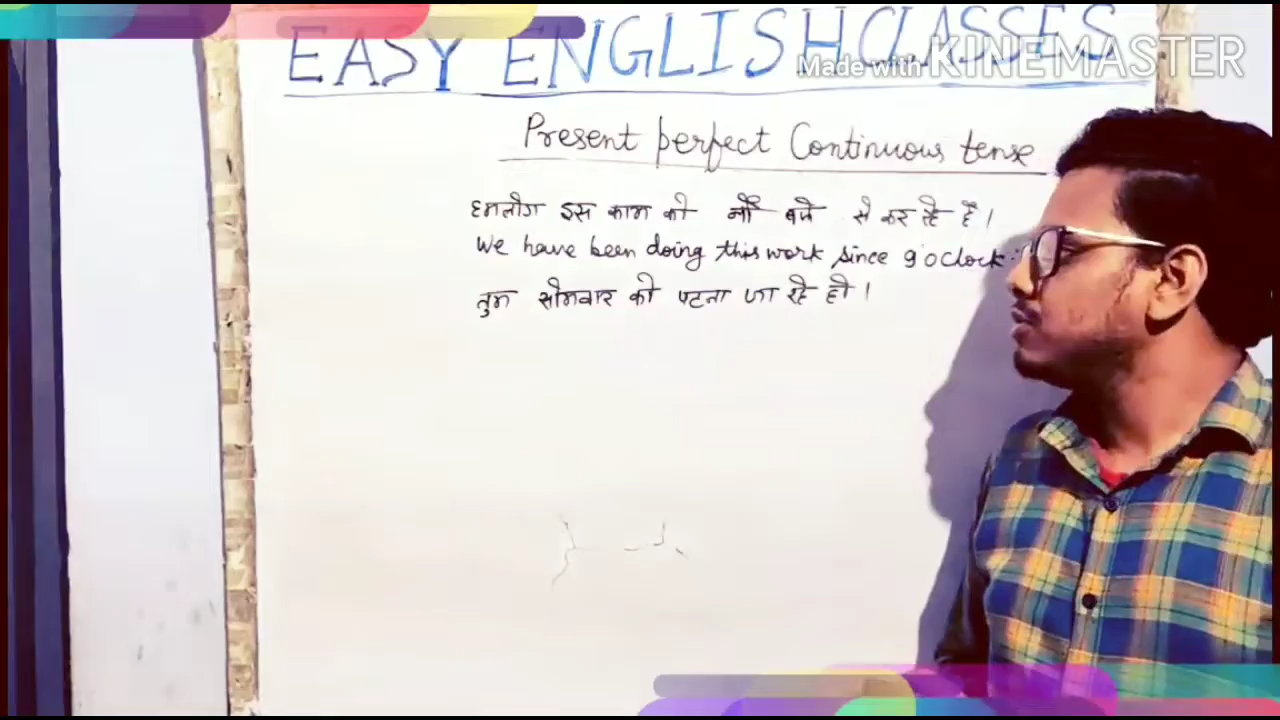 EASY ENGLISH CLASSES
Made with KINEMASTER
Present perfect Continuous tense
हमलोग इस काम को नौ बजे से कर रहे हैं।
We have been doing this work since 9 o'clock.
तुम सोमवार को पटना जा रहे हो।